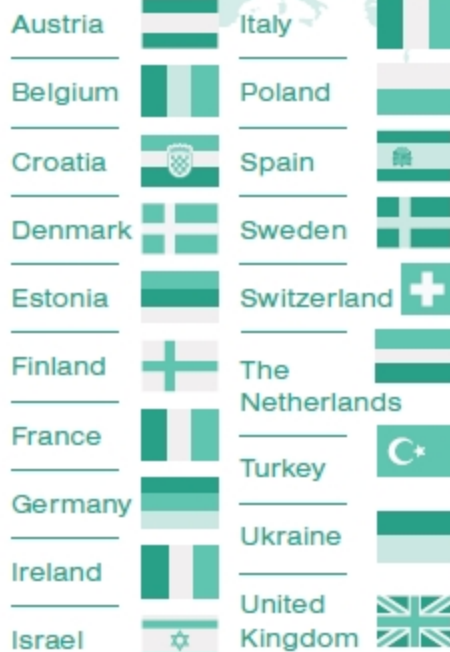 Austria
Belgium
Croatia
Denmark
Estonia
Finland
France
Germany
Ireland
Israel
Italy
Poland
Spain
Sweden
Switzerland
The
Netherlands
Turkey
Ukraine
United
Kingdom